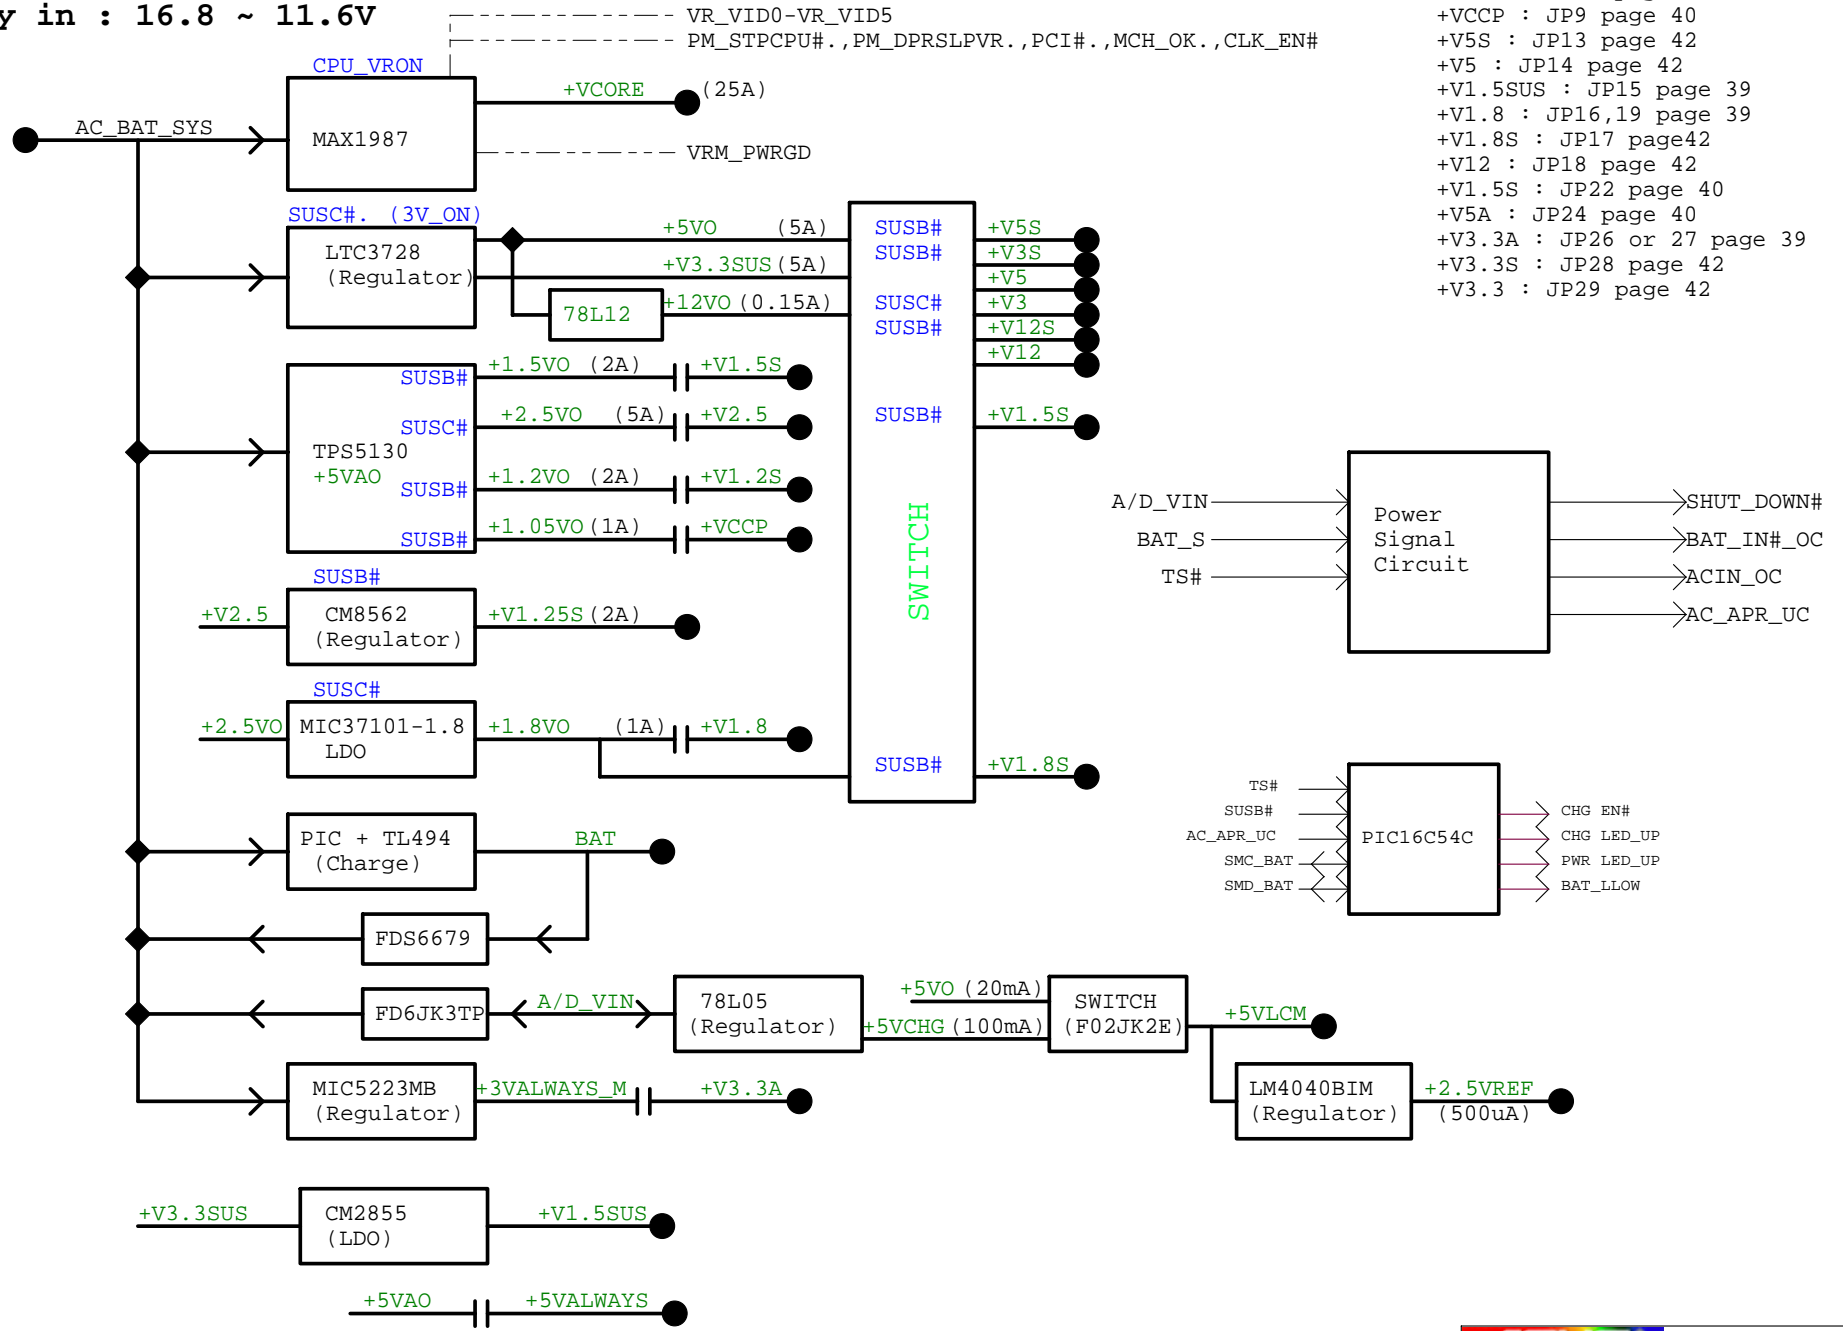 y in : 16.8 ~ 11.6V
VR_VID0-VR_VID5
PM_STPCPU#.,PM_DPRSLPVR.,PCI#.,MCH_OK.,CLK_EN#
CPU_VRON
+VCORE (25A)
AC_BAT_SYS
MAX1987
VRM_PWRGD
+VCCP : JP9 page 40
+V5S : JP13 page 42
+V5 : JP14 page 42
+V1.5SUS : JP15 page 39
+V1.8 : JP16,19 page 39
+V1.8S : JP17 page42
+V12 : JP18 page 42
+V1.5S : JP22 page 40
+V5A : JP24 page 40
+V3.3A : JP26 or 27 page 39
+V3.3S : JP28 page 42
+V3.3 : JP29 page 42
SUSC#. (3V_ON)
LTC3728
(Regulator)
+5VO (5A)
+V3.3SUS (5A)
78L12
+12VO (0.15A)
SUSB#
SUSB#
SUSC#
SUSB#
SUSB#
SWITCH
SUSB#
+V5S
+V3S
+V5
+V3
+V12S
+V12
+V1.5S
+V1.8S
TPS5130
+5VAO
SUSB#
SUSC#
SUSB#
SUSB#
+1.5VO (2A) +V1.5S
+2.5VO (5A) +V2.5
+1.2VO (2A) +V1.2S
+1.05VO (1A) +VCCP
SUSB#
+V2.5
CM8562
(Regulator)
+V1.25S (2A)
SUSC#
+2.5VO
MIC37101-1.8
LDO
+1.8VO (1A) +V1.8
PIC + TL494
(Charge)
BAT
FDS6679
FD6JK3TP
A/D_VIN
78L05
(Regulator)
+5VO (20mA)
+5VCHG (100mA)
SWITCH
(F02JK2E)
+5VLCM
LM4040BIM
(Regulator)
+2.5VREF
(500uA)
MIC5223MB
(Regulator)
+3VALWAYS_M
+V3.3A
+V3.3SUS
CM2855
(LDO)
+V1.5SUS
+5VAO
+5VALWAYS
A/D_VIN
BAT_S
TS#
Power
Signal
Circuit
SHUT_DOWN#
BAT_IN#_OC
ACIN_OC
AC_APR_UC
TS#
SUSB#
AC_APR_UC
SMC_BAT
SMD_BAT
PIC16C54C
CHG EN#
CHG LED_UP
PWR LED_UP
BAT_LLOW